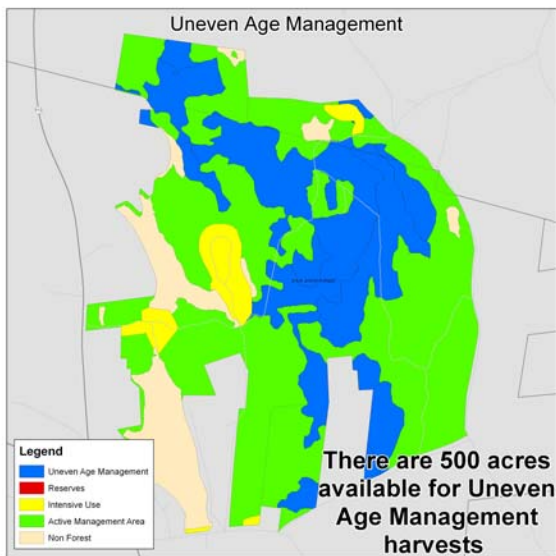 Uneven Age Management
Legend
Uneven Age Management
Reserves
Intensive Use
Active Management Area
Non Forest
There are 500 acres
available for Uneven
Age Management
harvests